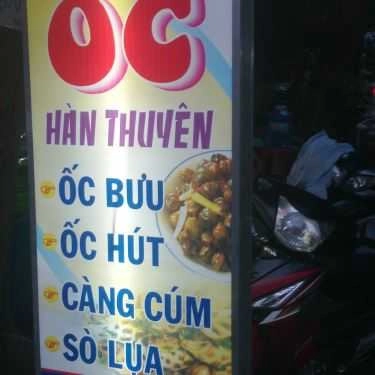 ỐC
HÀN THUYÊN
ỐC BƯU
ỐC HÚT
CÀNG CÚM
SÒ LỤA